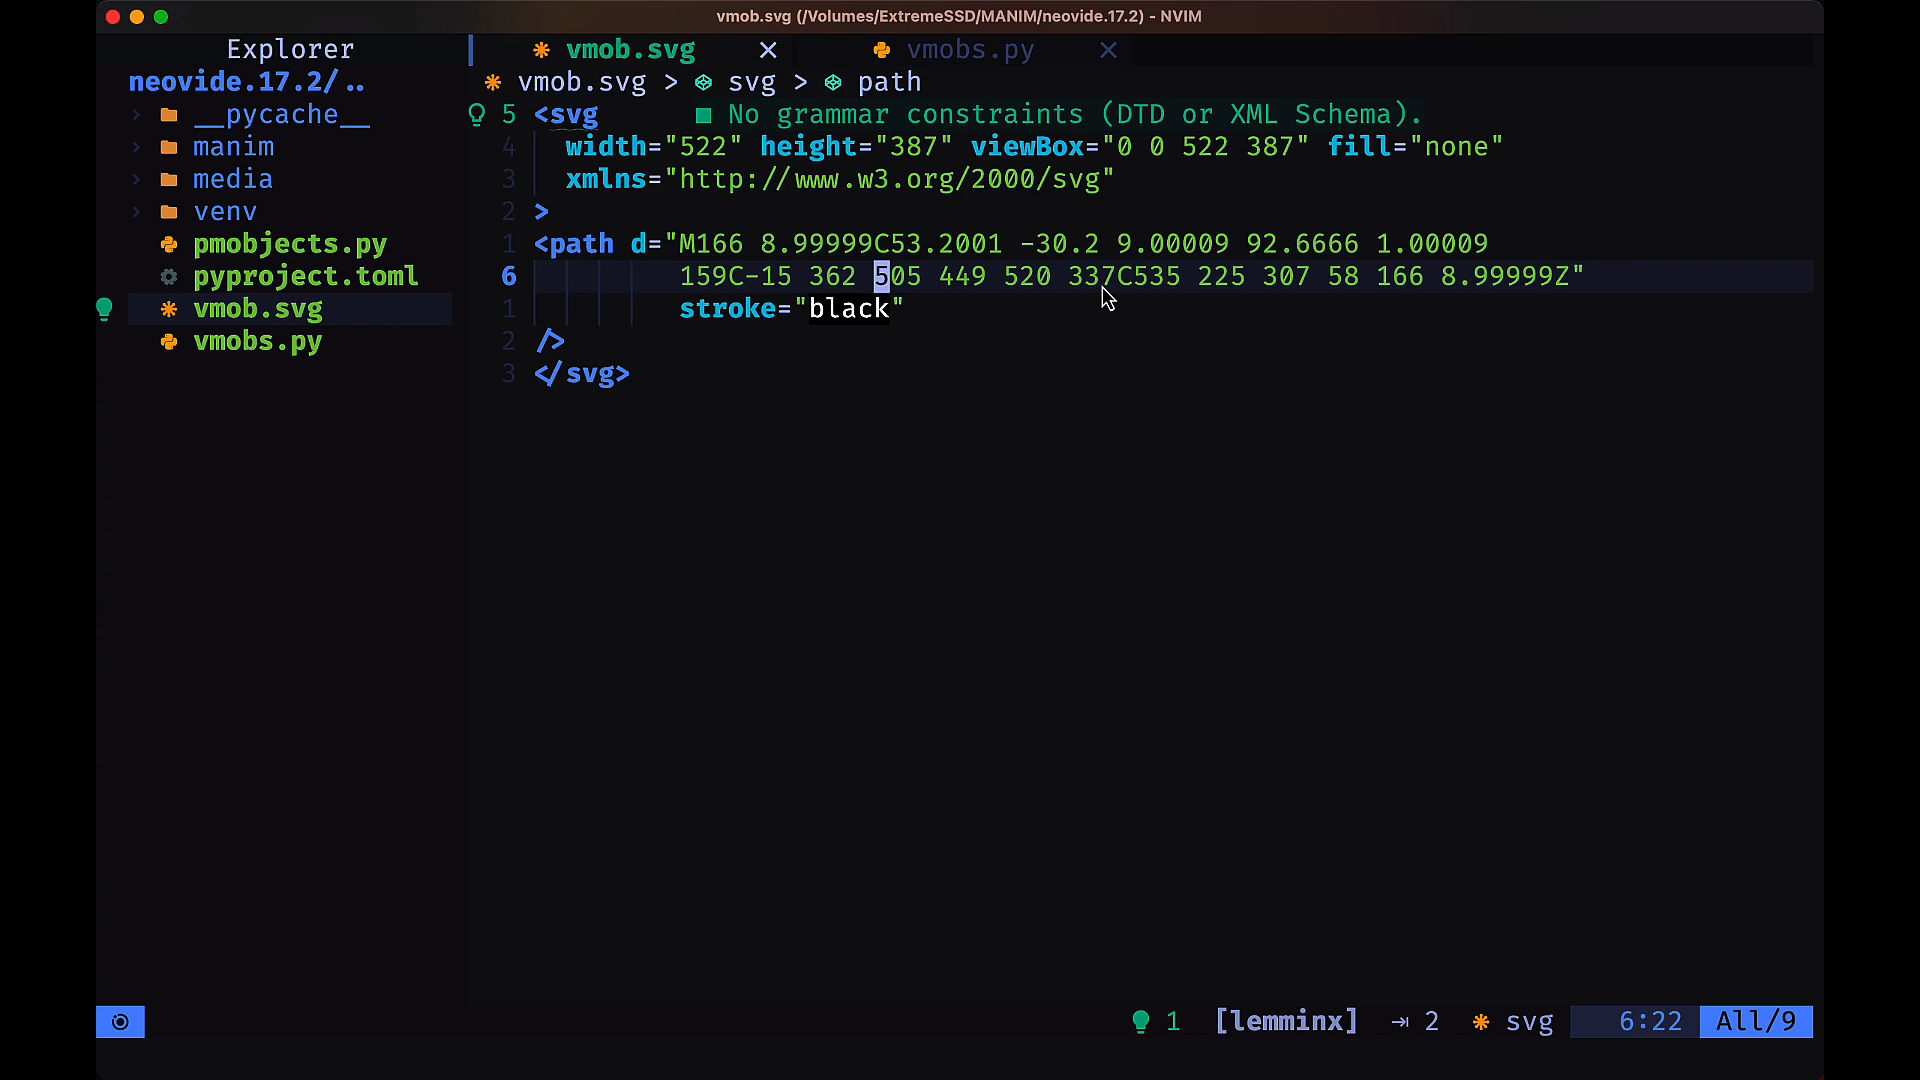 vmob.svg (/Volumes/ExtremeSSD/MANIM/neovide.17.2) - NVIM
Explorer
vmob.svg
vmobs.py
neovide.17.2/..
vmob.svg > svg > path
__pycache__
manim
media
venv
pmobjects.py
pyproject.toml
vmob.svg
vmobs.py
5 <svg ■ No grammar constraints (DTD or XML Schema).
4 width="522" height="387" viewBox="0 0 522 387" fill="none"
3 xmlns="http://www.w3.org/2000/svg"
2 >
1 <path d="M166 8.99999C53.2001 -30.2 9.00009 92.6666 1.00009
6 159C-15 362 505 449 520 337C535 225 307 58 166 8.99999Z"
1 stroke="black"
2 />
3 </svg>
1 [lemminx] 2 svg 6:22 All/9